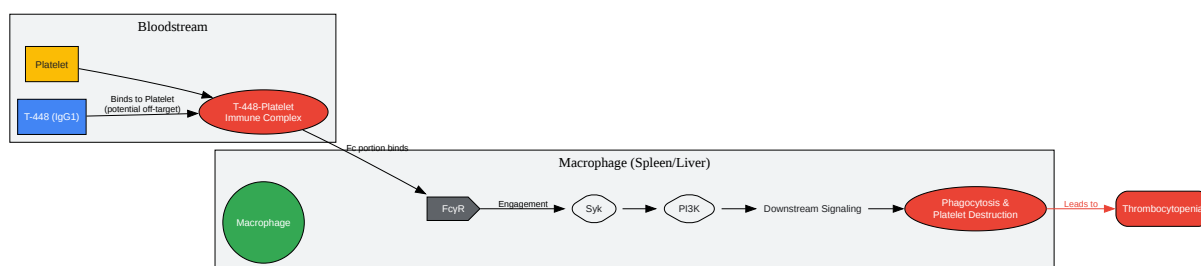 Bloodstream
Platelet
T-448 (IgG1)
Binds to Platelet
(potential off-target)
T-448-Platelet
Immune Complex
Fc portion binds
Macrophage (Spleen/Liver)
Macrophage
FcγR
Engagement
Syk
PI3K
Downstream Signaling
Phagocytosis &
Platelet Destruction
Leads to
Thrombocytopenia